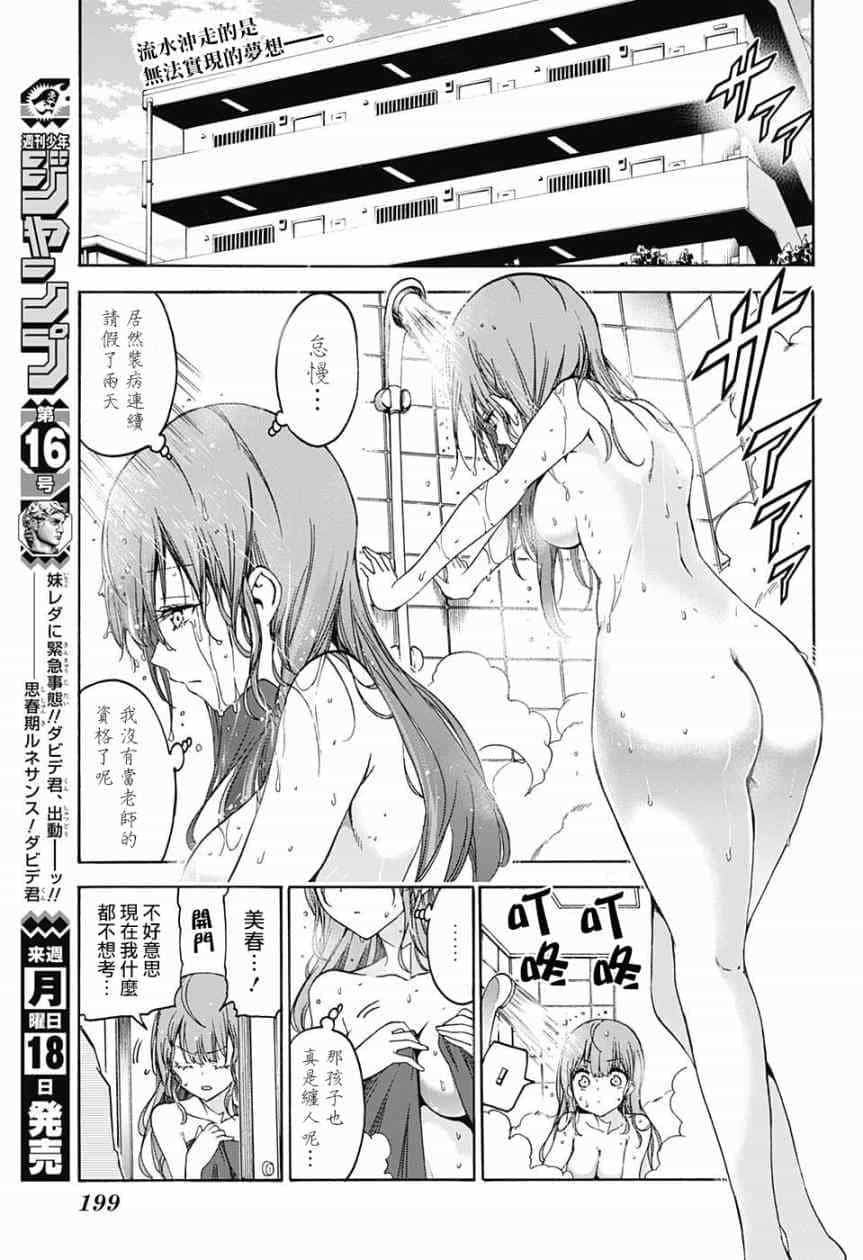 流水沖走的是
無法實現的夢想──。
ザァァァ
ザァァァ
怠慢…
居然裝病連續
請假了兩天
我沒有當老師的
資格了呢
叮咚
叮咚
！
………
那孩子也
真是纏人呢…
美春…！
開門
不好意思
現在我什麼
都不想考…
週刊少年
ジャンプ
第
16
号
妹レダに緊急事態!!ダビデ君、出動──ッ!!
──思春期ルネサンス！ダビデ君
来週
月
曜日
18
日
発売
199